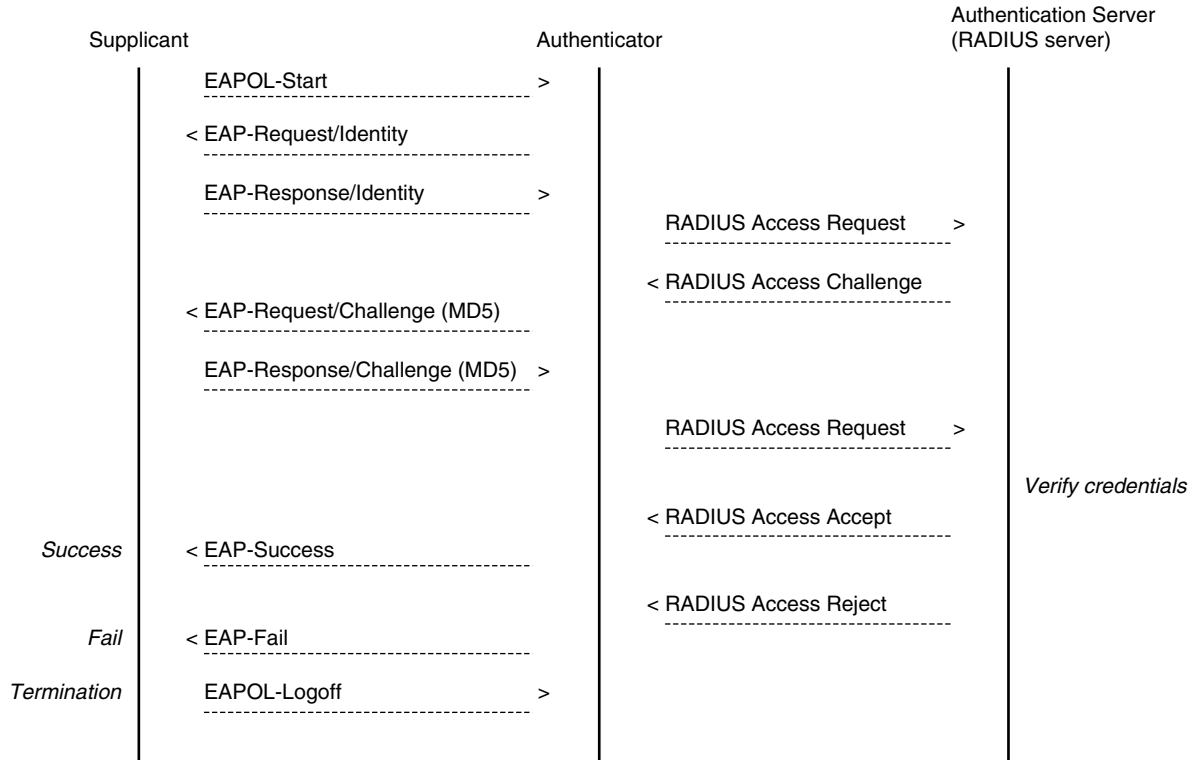 Supplicant
Authenticator
Authentication Server
(RADIUS server)
EAPOL-Start >
< EAP-Request/Identity
EAP-Response/Identity >
RADIUS Access Request >
< RADIUS Access Challenge
< EAP-Request/Challenge (MD5)
EAP-Response/Challenge (MD5) >
RADIUS Access Request >
Verify credentials
< RADIUS Access Accept
Success < EAP-Success
< RADIUS Access Reject
Fail < EAP-Fail
Termination EAPOL-Logoff >